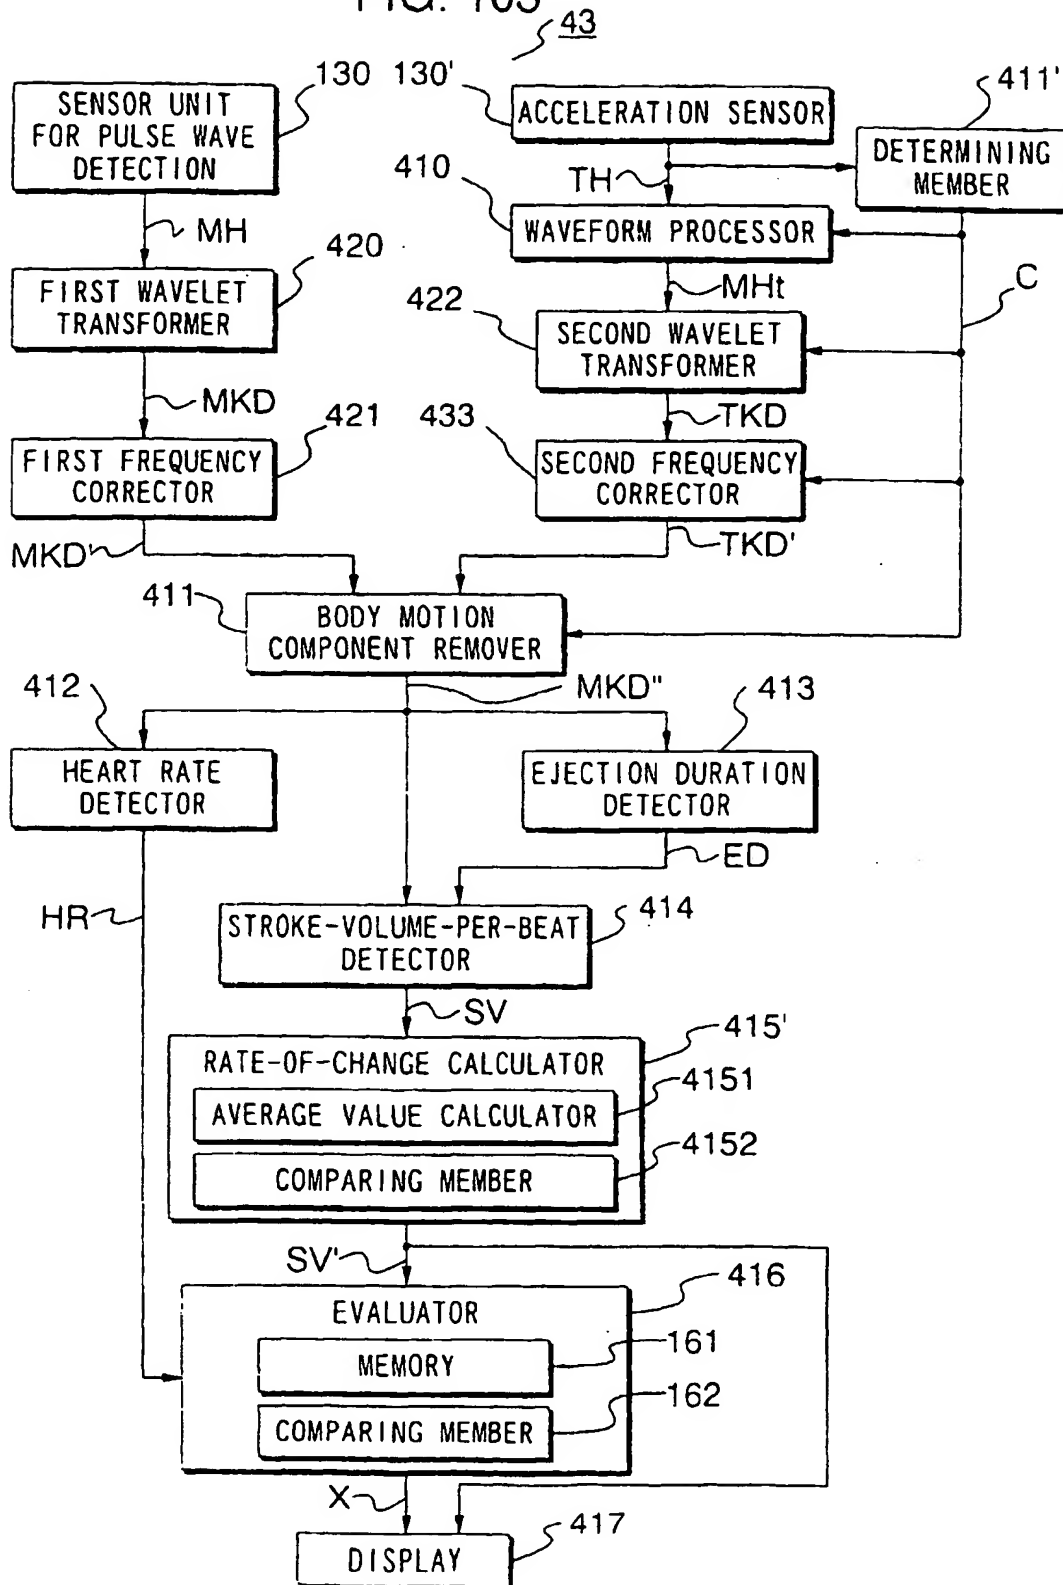 FIG. 103
43
130
130'
411'
SENSOR UNIT
FOR PULSE WAVE
DETECTION
ACCELERATION SENSOR
DETERMINING
MEMBER
410
TH
MH
WAVEFORM PROCESSOR
420
MHt
C
FIRST WAVELET
TRANSFORMER
422
SECOND WAVELET
TRANSFORMER
MKD
421
433
TKD
FIRST FREQUENCY
CORRECTOR
SECOND FREQUENCY
CORRECTOR
MKD'
TKD'
411
BODY MOTION
COMPONENT REMOVER
412
MKD"
413
HEART RATE
DETECTOR
EJECTION DURATION
DETECTOR
ED
HR
414
STROKE-VOLUME-PER-BEAT
DETECTOR
SV
415'
RATE-OF-CHANGE CALCULATOR
4151
AVERAGE VALUE CALCULATOR
4152
COMPARING MEMBER
SV'
416
EVALUATOR
161
MEMORY
162
COMPARING MEMBER
X
417
DISPLAY